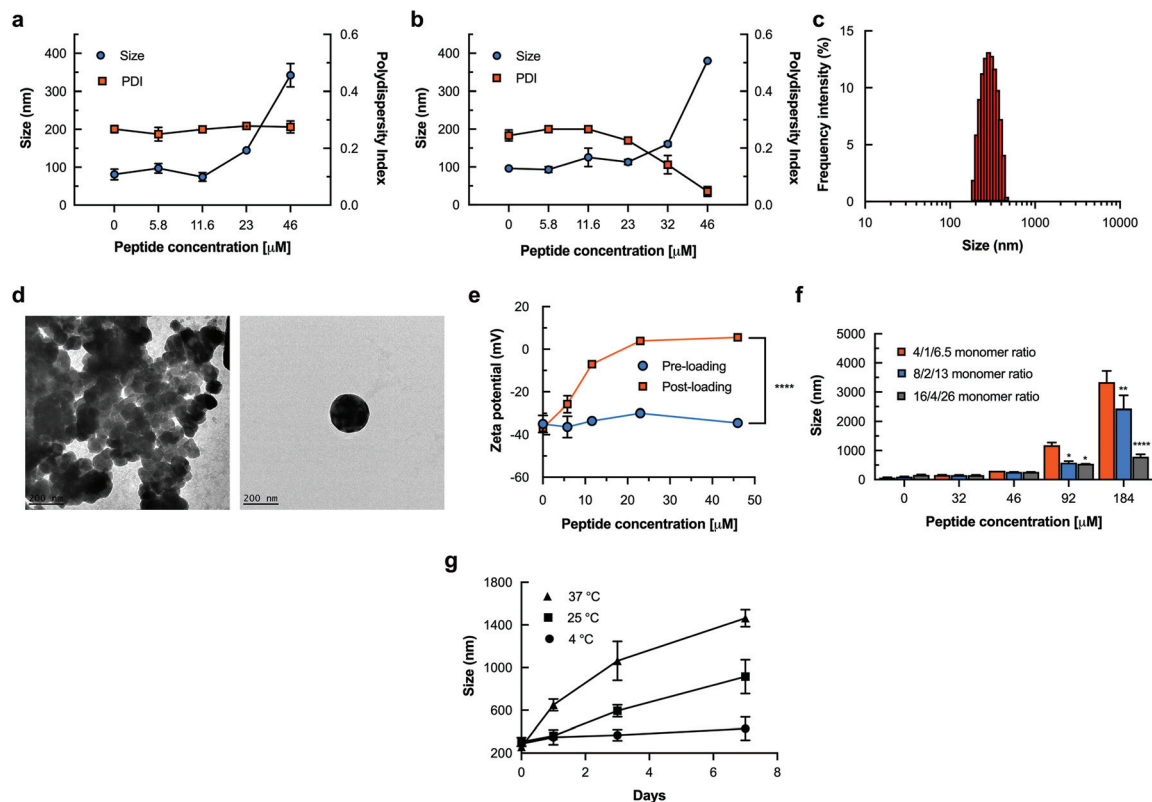 a
Size
PDI
Size (nm)
400
300
200
100
0
Polydispersity Index
0.6
0.4
0.2
0.0
0
5.8
11.6
23
46
Peptide concentration [μM]
b
Size
PDI
Size (nm)
400
300
200
100
0
Polydispersity Index
0.6
0.4
0.2
0.0
0
5.8
11.6
23
32
46
Peptide concentration [μM]
c
Frequency intensity (%)
15
10
5
0
10
100
1000
10000
Size (nm)
d
200 nm
200 nm
e
Zeta potential (mV)
20
0
-20
-40
-60
Pre-loading
Post-loading
****
0
10
20
30
40
50
Peptide concentration [μM]
f
Size (nm)
5000
4000
3000
2000
1000
0
4/1/6.5 monomer ratio
8/2/13 monomer ratio
16/4/26 monomer ratio
*
*
**
****
0
32
46
92
184
Peptide concentration [μM]
g
Size (nm)
1800
1400
1000
600
200
37 °C
25 °C
4 °C
0
2
4
6
8
Days